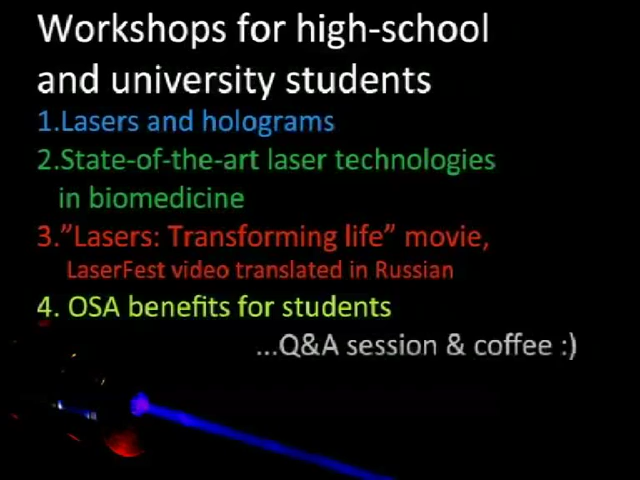 Workshops for high-school
and university students
1.Lasers and holograms
2.State-of-the-art laser technologies
in biomedicine
3.”Lasers: Transforming life” movie,
LaserFest video translated in Russian
4. OSA benefits for students
...Q&A session & coffee :)